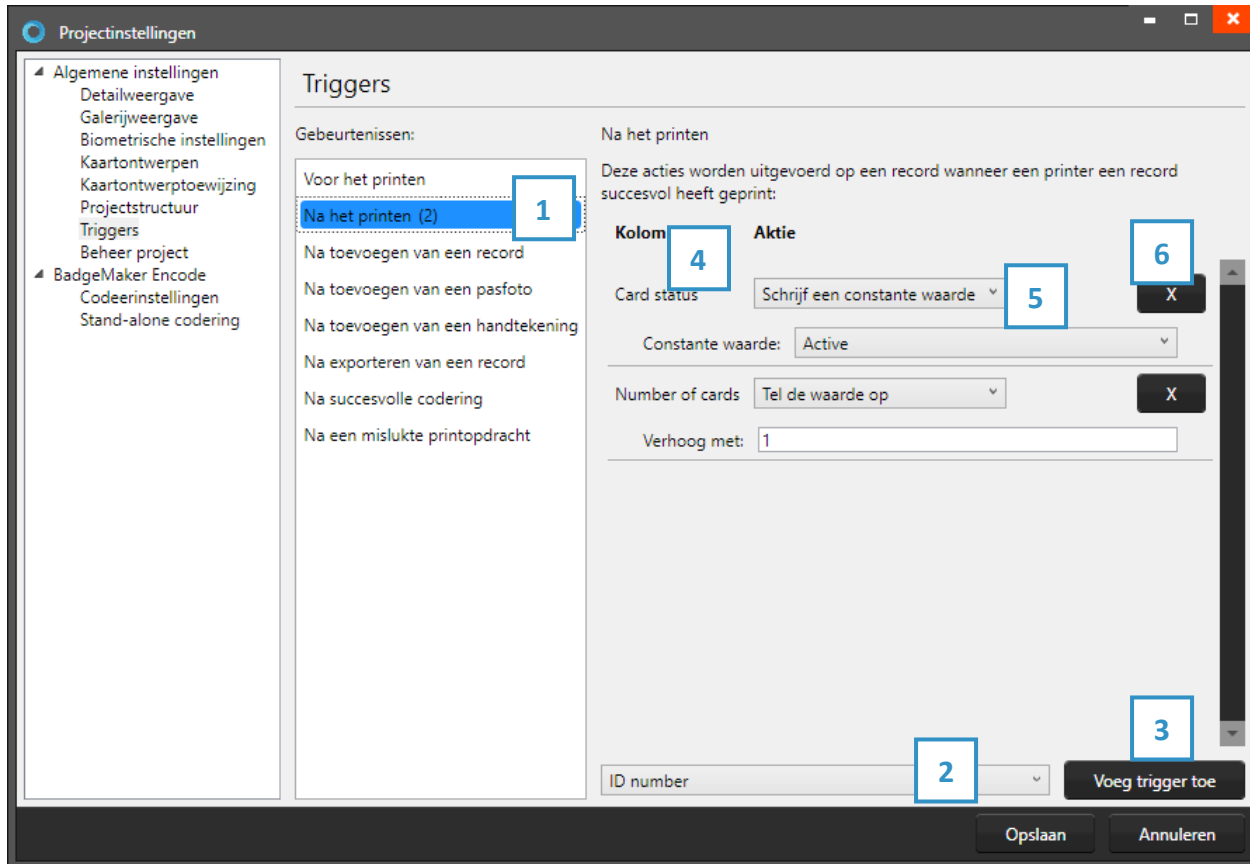 Projectinstellingen
Algemene instellingen
Detailweergave
Galerijweergave
Biometrische instellingen
Kaartontwerpen
Kaartontwerptoewijzing
Projectstructuur
Triggers
Beheer project
BadgeMaker Encode
Codeerinstellingen
Stand-alone codering
Triggers
Gebeurtenissen:
Voor het printen
Na het printen (2)
1
Na toevoegen van een record
Na toevoegen van een pasfoto
Na toevoegen van een handtekening
Na exporteren van een record
Na succesvolle codering
Na een mislukte printopdracht
Na het printen
Deze acties worden uitgevoerd op een record wanneer een printer een record
succesvol heeft geprint:
Kolom Aktie
4
6
Card status Schrijf een constante waarde 5 X
Constante waarde: Active
Number of cards Tel de waarde op X
Verhoog met: 1
3
ID number 2 Voeg trigger toe
Opslaan Annuleren